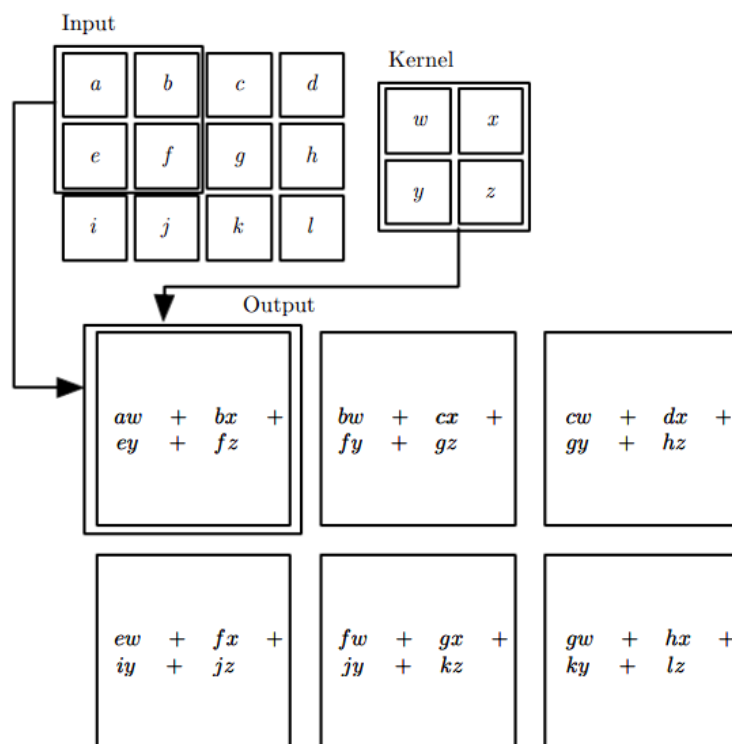 Input
Kernel
a b c d
w x
e f g h
y z
i j k l
Output
aw + bx +
ey + fz
bw + cx +
fy + gz
cw + dx +
gy + hz
ew + fx +
iy + jz
fw + gx +
jy + kz
gw + hx +
ky + lz